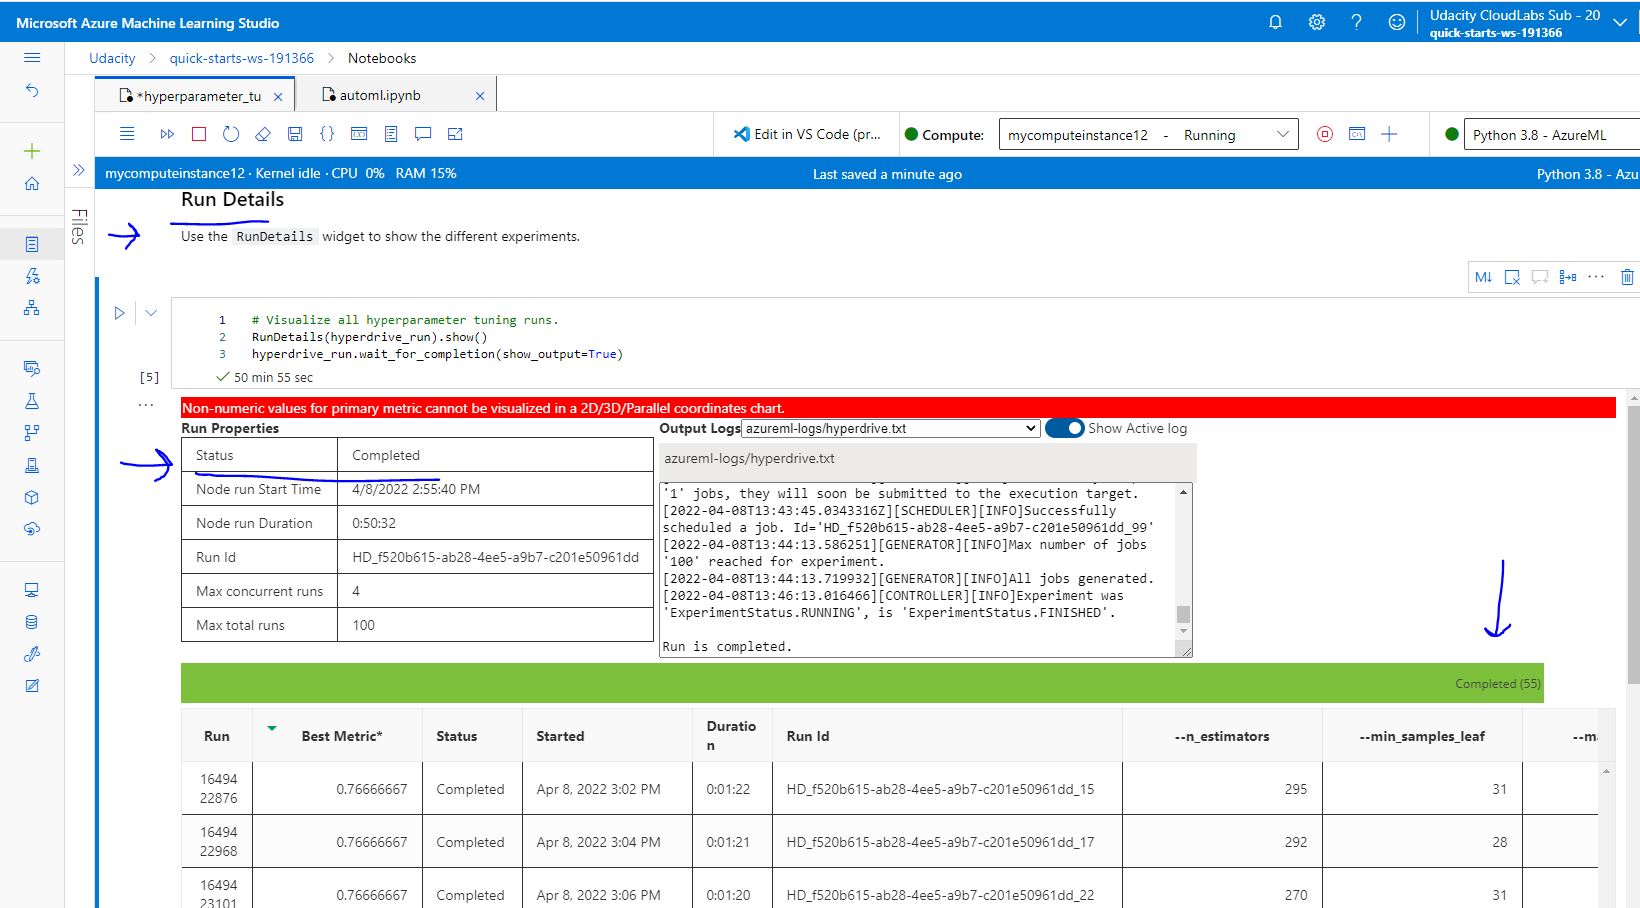 Microsoft Azure Machine Learning Studio
Udacity CloudLabs Sub - 20
quick-starts-ws-191366
Udacity > quick-starts-ws-191366 > Notebooks
*hyperparameter_tu ×
automl.ipynb ×
Edit in VS Code (pr...
Compute: mycomputeinstance12 - Running
Python 3.8 - AzureML
mycomputeinstance12 · Kernel idle · CPU 0% RAM 15%
Last saved a minute ago
Python 3.8 - Azu
Files
Run Details
Use the RunDetails widget to show the different experiments.
M↓
1 # Visualize all hyperparameter tuning runs.
2 RunDetails(hyperdrive_run).show()
3 hyperdrive_run.wait_for_completion(show_output=True)
[5]
50 min 55 sec
Non-numeric values for primary metric cannot be visualized in a 2D/3D/Parallel coordinates chart.
Run Properties
Status Completed
Node run Start Time 4/8/2022 2:55:40 PM
Node run Duration 0:50:32
Run Id HD_f520b615-ab28-4ee5-a9b7-c201e50961dd
Max concurrent runs 4
Max total runs 100
Output Logs azureml-logs/hyperdrive.txt Show Active log
azureml-logs/hyperdrive.txt
'1' jobs, they will soon be submitted to the execution target.
[2022-04-08T13:43:45.0343316Z][SCHEDULER][INFO]Successfully
scheduled a job. Id='HD_f520b615-ab28-4ee5-a9b7-c201e50961dd_99'
[2022-04-08T13:44:13.586251][GENERATOR][INFO]Max number of jobs
'100' reached for experiment.
[2022-04-08T13:44:13.719932][GENERATOR][INFO]All jobs generated.
[2022-04-08T13:46:13.016466][CONTROLLER][INFO]Experiment was
'ExperimentStatus.RUNNING', is 'ExperimentStatus.FINISHED'.
Run is completed.
Completed (55)
Run Best Metric* Status Started Duration Run Id --n_estimators --min_samples_leaf --ma
1649422876 0.76666667 Completed Apr 8, 2022 3:02 PM 0:01:22 HD_f520b615-ab28-4ee5-a9b7-c201e50961dd_15 295 31
1649422968 0.76666667 Completed Apr 8, 2022 3:04 PM 0:01:21 HD_f520b615-ab28-4ee5-a9b7-c201e50961dd_17 292 28
1649423101 0.76666667 Completed Apr 8, 2022 3:06 PM 0:01:20 HD_f520b615-ab28-4ee5-a9b7-c201e50961dd_22 270 31